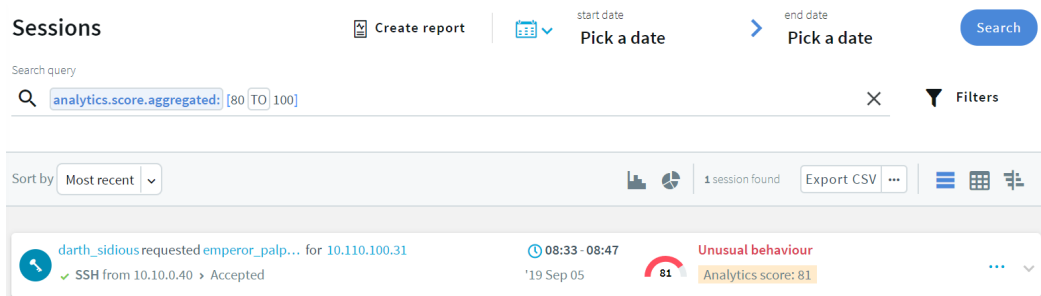 Sessions
Create report
start date
Pick a date
end date
Pick a date
Search
Search query
analytics.score.aggregated: [80 TO 100]
Filters
Sort by Most recent
1 session found
Export CSV
darth_sidious requested emperor_palp... for 10.110.100.31
08:33 - 08:47
Unusual behaviour
SSH from 10.10.0.40 > Accepted
'19 Sep 05
81
Analytics score: 81